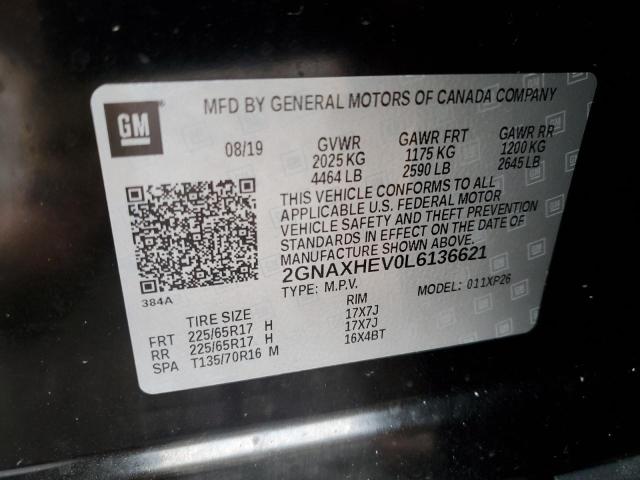 GM
MFD BY GENERAL MOTORS OF CANADA COMPANY
08/19 GVWR GAWR FRT GAWR RR
2025 KG 1175 KG 1200 KG
4464 LB 2590 LB 2645 LB
THIS VEHICLE CONFORMS TO ALL
APPLICABLE U.S. FEDERAL MOTOR
VEHICLE SAFETY AND THEFT PREVENTION
STANDARDS IN EFFECT ON THE DATE OF
MANUFACTURE SHOWN ABOVE.
2GNAXHEV0L6136621
384A
TYPE: M.P.V. MODEL: 011XP26
TIRE SIZE RIM
FRT 225/65R17 H 17X7J
RR 225/65R17 H 17X7J
SPA T135/70R16 M 16X4BT